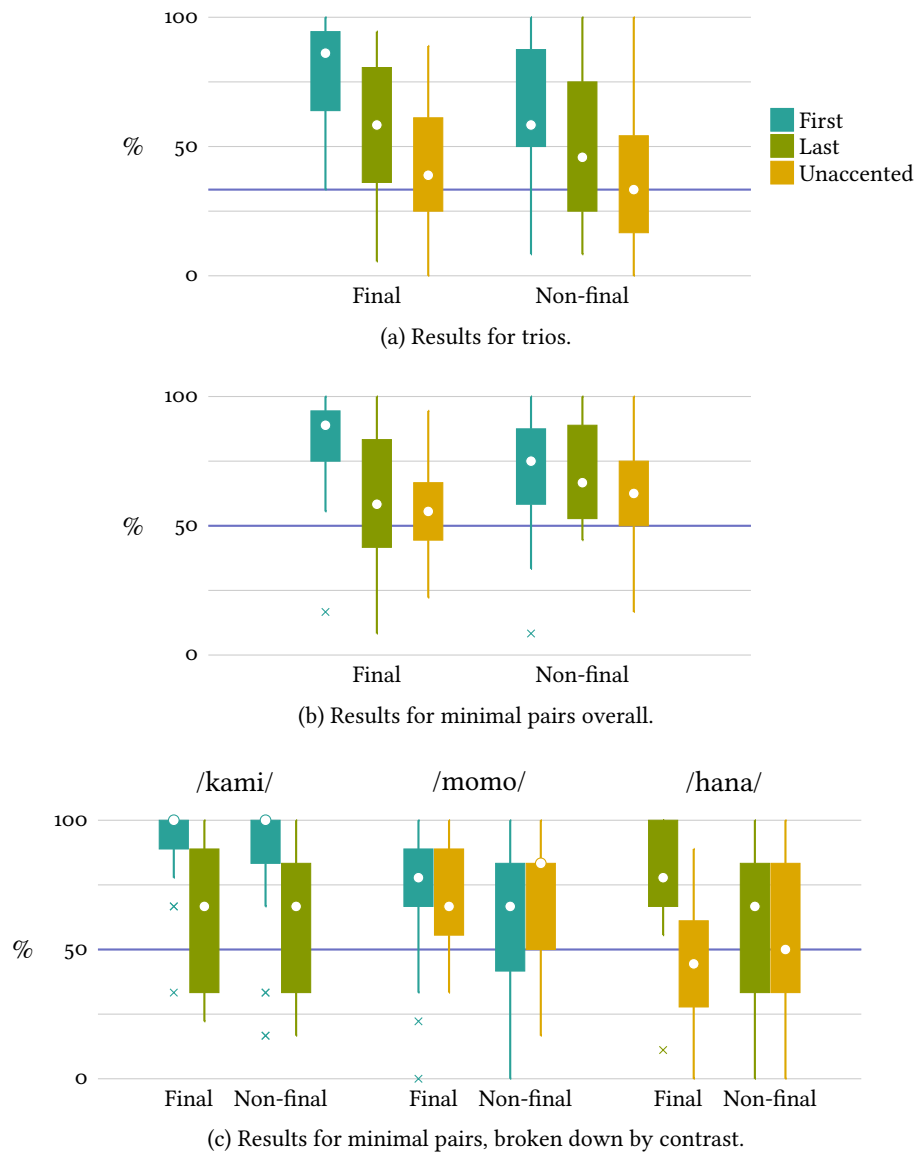 100
50
0
%
Final
Non-final
First
Last
Unaccented
(a) Results for trios.
100
50
0
%
Final
Non-final
(b) Results for minimal pairs overall.
/kami/
/momo/
/hana/
100
50
0
%
Final
Non-final
Final
Non-final
Final
Non-final
(c) Results for minimal pairs, broken down by contrast.